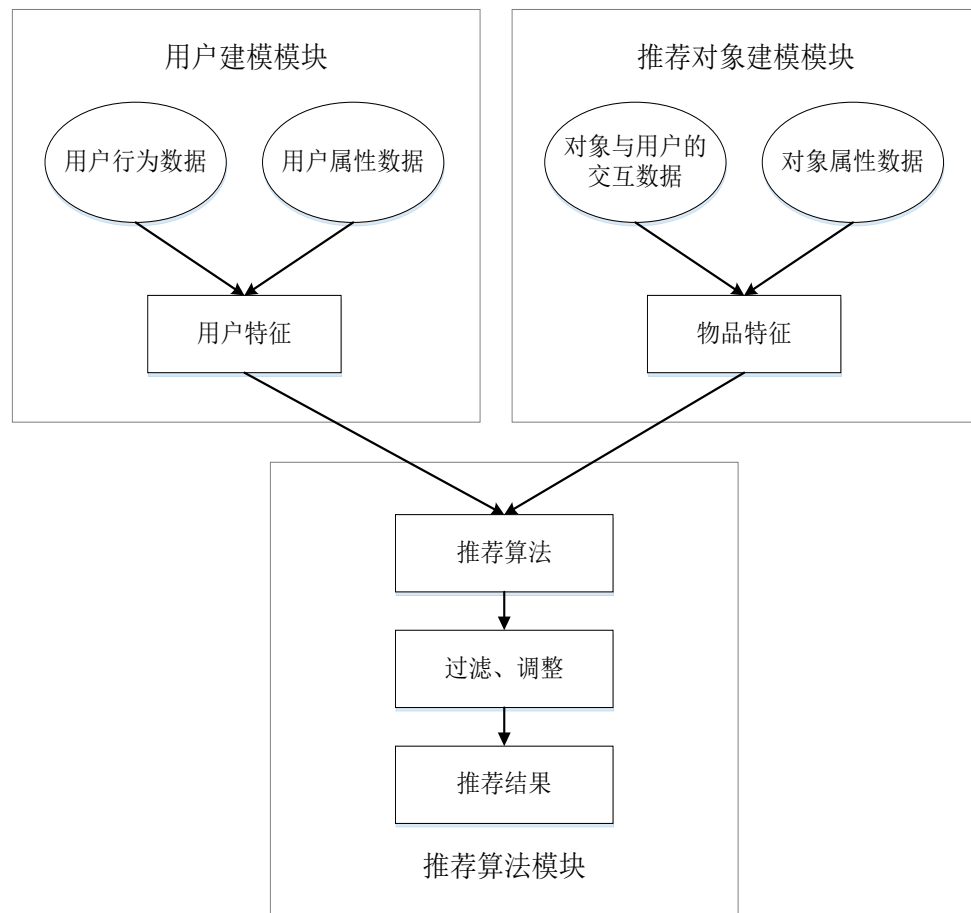 用户建模模块
推荐对象建模模块
用户行为数据
用户属性数据
对象与用户的
交互数据
对象属性数据
用户特征
物品特征
推荐算法
过滤、调整
推荐结果
推荐算法模块